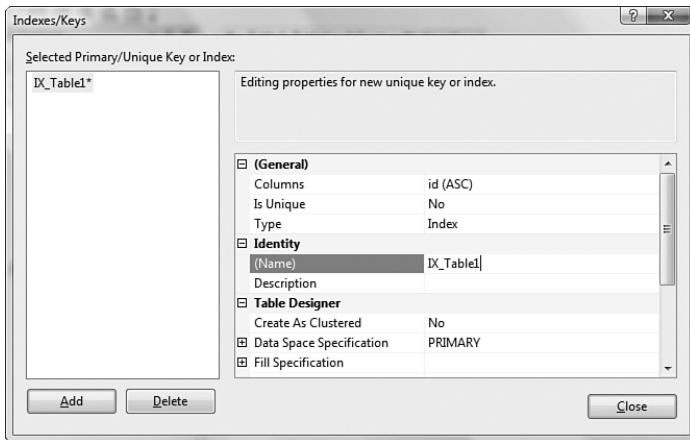 Indexes/Keys
Selected Primary/Unique Key or Index:
IX_Table1*
Editing properties for new unique key or index.
(General)
Columns id (ASC)
Is Unique No
Type Index
Identity
(Name) IX_Table1
Description
Table Designer
Create As Clustered No
Data Space Specification PRIMARY
Fill Specification
Add Delete
Close